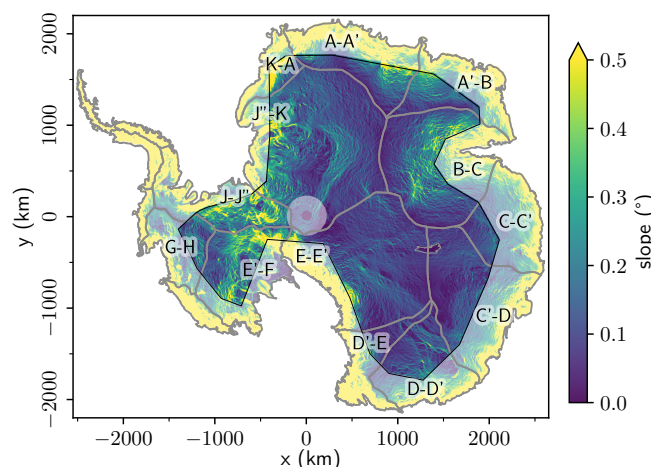 2000
1000
0
−1000
−2000
y (km)
A-A'
K-A
A'-B
J''-K
B-C
J-J''
C-C'
G-H
E-E'
E'-F
C'-D
D'-E
D-D'
−2000
−1000
0
1000
2000
x (km)
0.5
0.4
0.3
0.2
0.1
0.0
slope (°)